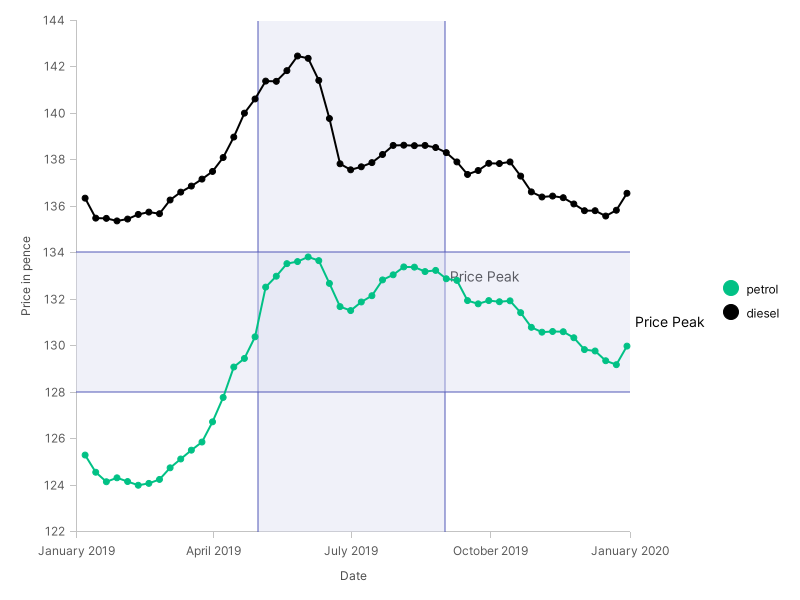 144
142
140
138
136
134
132
130
128
126
124
122
Price in pence
January 2019
April 2019
July 2019
October 2019
January 2020
Date
Price Peak
Price Peak
petrol
diesel